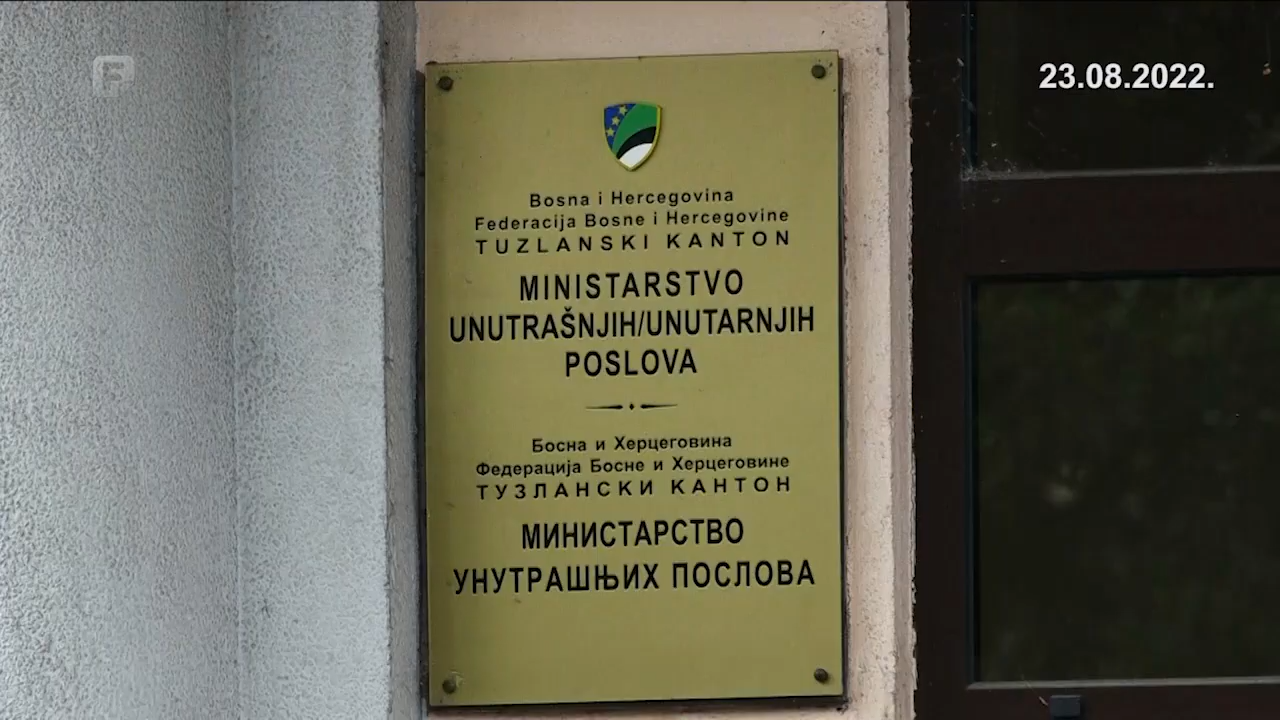 23.08.2022.
Bosna i Hercegovina
Federacija Bosne i Hercegovine
TUZLANSKI KANTON
MINISTARSTVO
UNUTRAŠNJIH/UNUTARNJIH
POSLOVA
Босна и Херцеговина
Федерација Босне и Херцеговине
ТУЗЛАНСКИ КАНТОН
МИНИСТАРСТВО
УНУТРАШЊИХ ПОСЛОВА